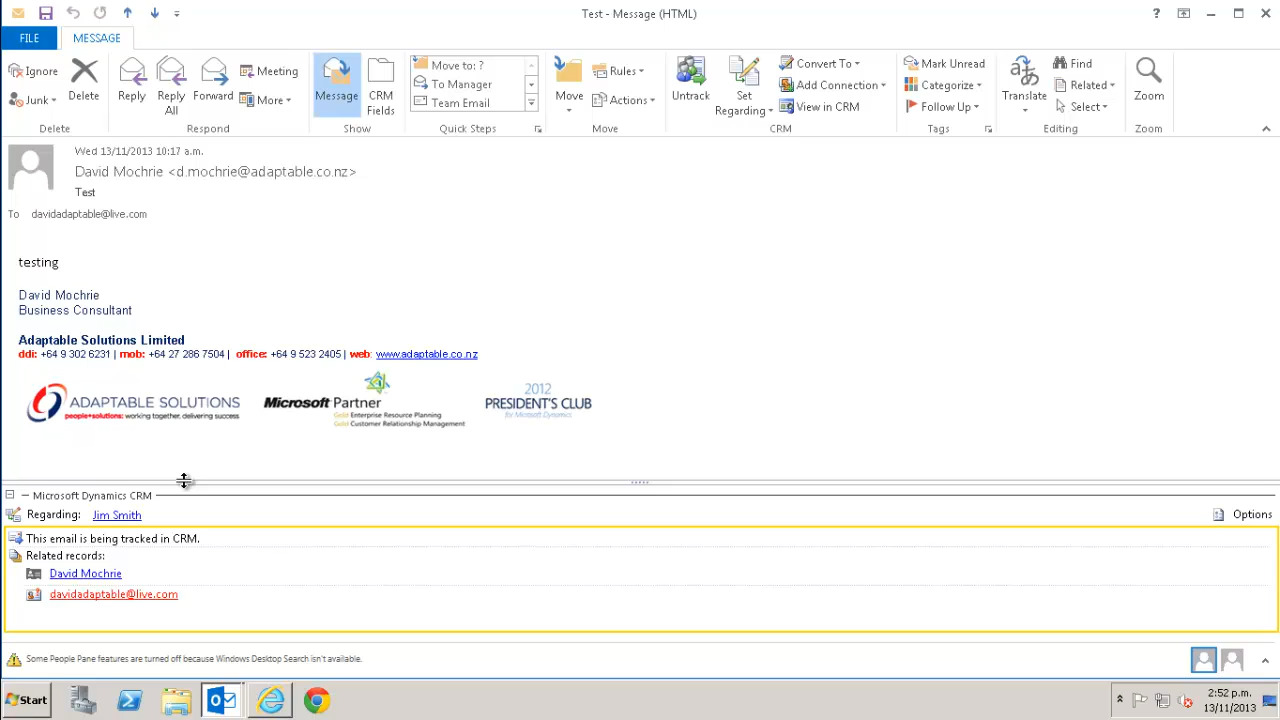 Test - Message (HTML)
?
FILE
MESSAGE
Ignore
Junk
Delete
Delete
Reply
Reply All
Forward
Meeting
More
Respond
Message
CRM Fields
Show
Move to: ?
To Manager
Team Email
Quick Steps
Move
Rules
Actions
Move
Untrack
Set Regarding
Convert To
Add Connection
View in CRM
CRM
Mark Unread
Categorize
Follow Up
Tags
Translate
Find
Related
Select
Editing
Zoom
Zoom
Wed 13/11/2013 10:17 a.m.
David Mochrie <d.mochrie@adaptable.co.nz>
Test
To davidadaptable@live.com
testing
David Mochrie
Business Consultant
Adaptable Solutions Limited
ddi: +64 9 302 6231 | mob: +64 27 286 7504 | office: +64 9 523 2405 | web: www.adaptable.co.nz
ADAPTABLE SOLUTIONS
people+solutions: working together, delivering success
Microsoft Partner
Gold Enterprise Resource Planning
Gold Customer Relationship Management
2012
PRESIDENT'S CLUB
for Microsoft Dynamics
Microsoft Dynamics CRM
Regarding: Jim Smith
Options
This email is being tracked in CRM.
Related records:
David Mochrie
davidadaptable@live.com
Some People Pane features are turned off because Windows Desktop Search isn't available.
Start
2:52 p.m.
13/11/2013